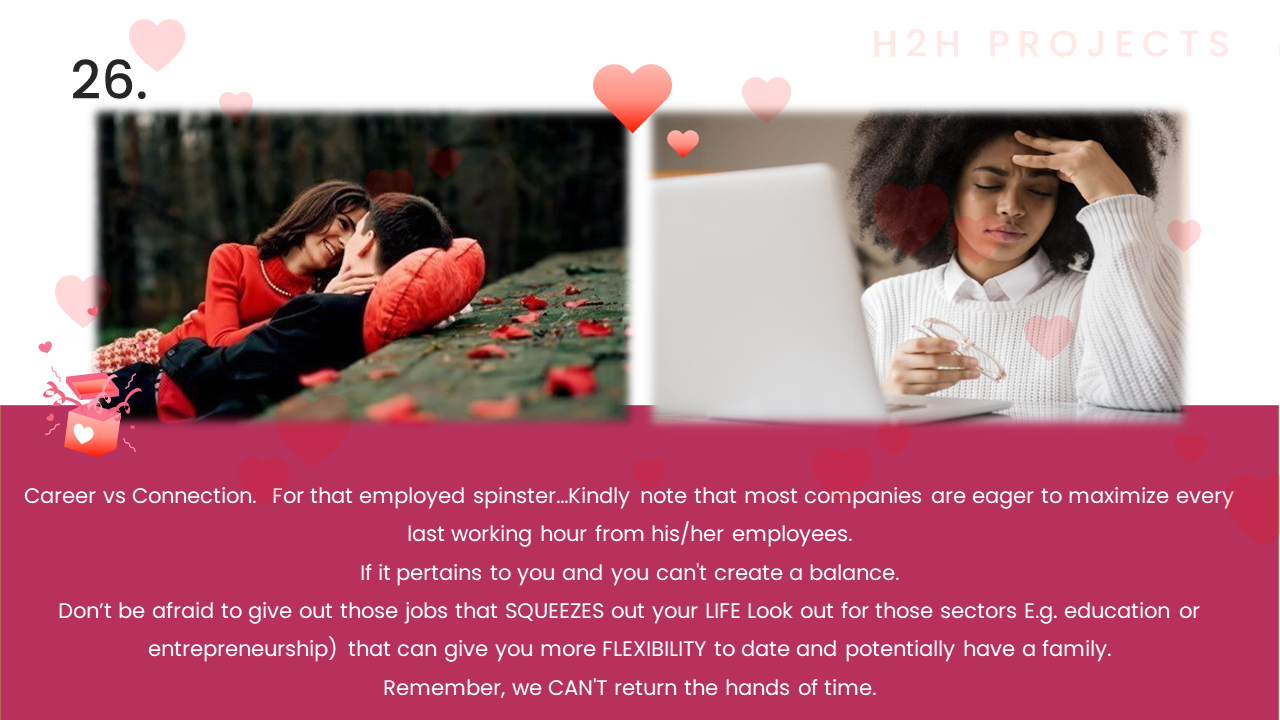 H2H PROJECTS
26.
Career vs Connection. For that employed spinster...Kindly note that most companies are eager to maximize every
last working hour from his/her employees.
If it pertains to you and you can't create a balance.
Don’t be afraid to give out those jobs that SQUEEZES out your LIFE Look out for those sectors E.g. education or
entrepreneurship) that can give you more FLEXIBILITY to date and potentially have a family.
Remember, we CAN'T return the hands of time.